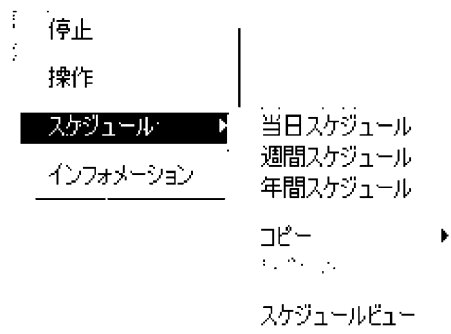 停止
操作
スケジュール
インフォメーション
当日スケジュール
週間スケジュール
年間スケジュール
コピー
スケジュールビュー